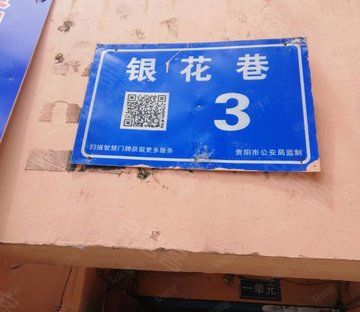 银花巷
3
扫描智慧门牌获取更多服务
贵阳市公安局监制
一单元